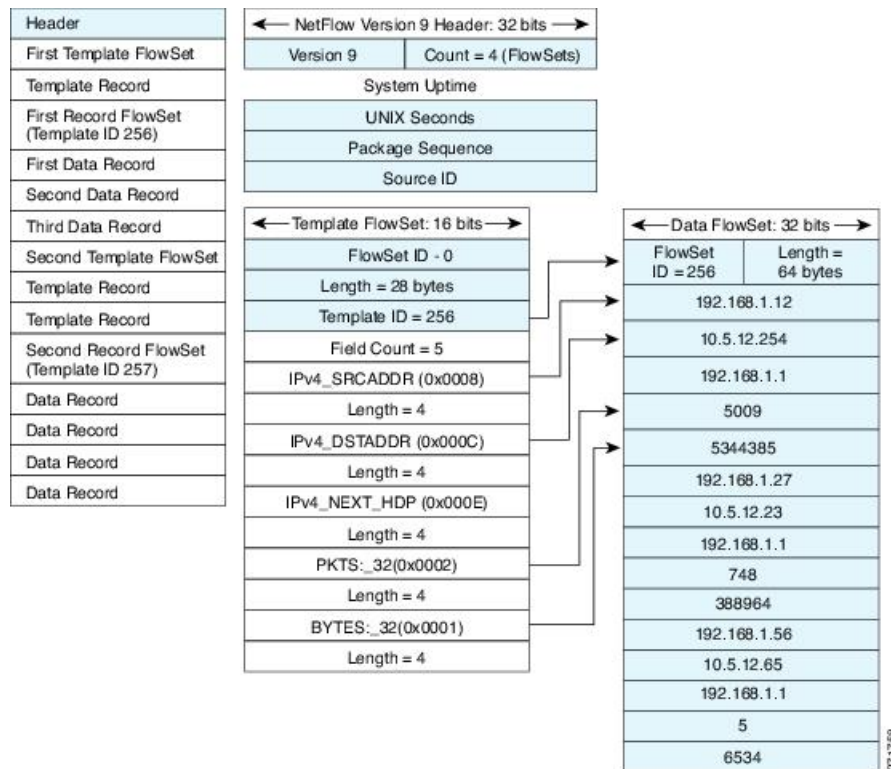 Header
First Template FlowSet
Template Record
First Record FlowSet
(Template ID 256)
First Data Record
Second Data Record
Third Data Record
Second Template FlowSet
Template Record
Template Record
Second Record FlowSet
(Template ID 257)
Data Record
Data Record
Data Record
Data Record
NetFlow Version 9 Header: 32 bits
Version 9
Count = 4 (FlowSets)
System Uptime
UNIX Seconds
Package Sequence
Source ID
Template FlowSet: 16 bits
FlowSet ID - 0
Length = 28 bytes
Template ID = 256
Field Count = 5
IPv4_SRCADDR (0x0008)
Length = 4
IPv4_DSTADDR (0x000C)
Length = 4
IPv4_NEXT_HDP (0x000E)
Length = 4
PKTS:_32(0x0002)
Length = 4
BYTES:_32(0x0001)
Length = 4
Data FlowSet: 32 bits
FlowSet
ID = 256
Length =
64 bytes
192.168.1.12
10.5.12.254
192.168.1.1
5009
5344385
192.168.1.27
10.5.12.23
192.168.1.1
748
388964
192.168.1.56
10.5.12.65
192.168.1.1
5
6534